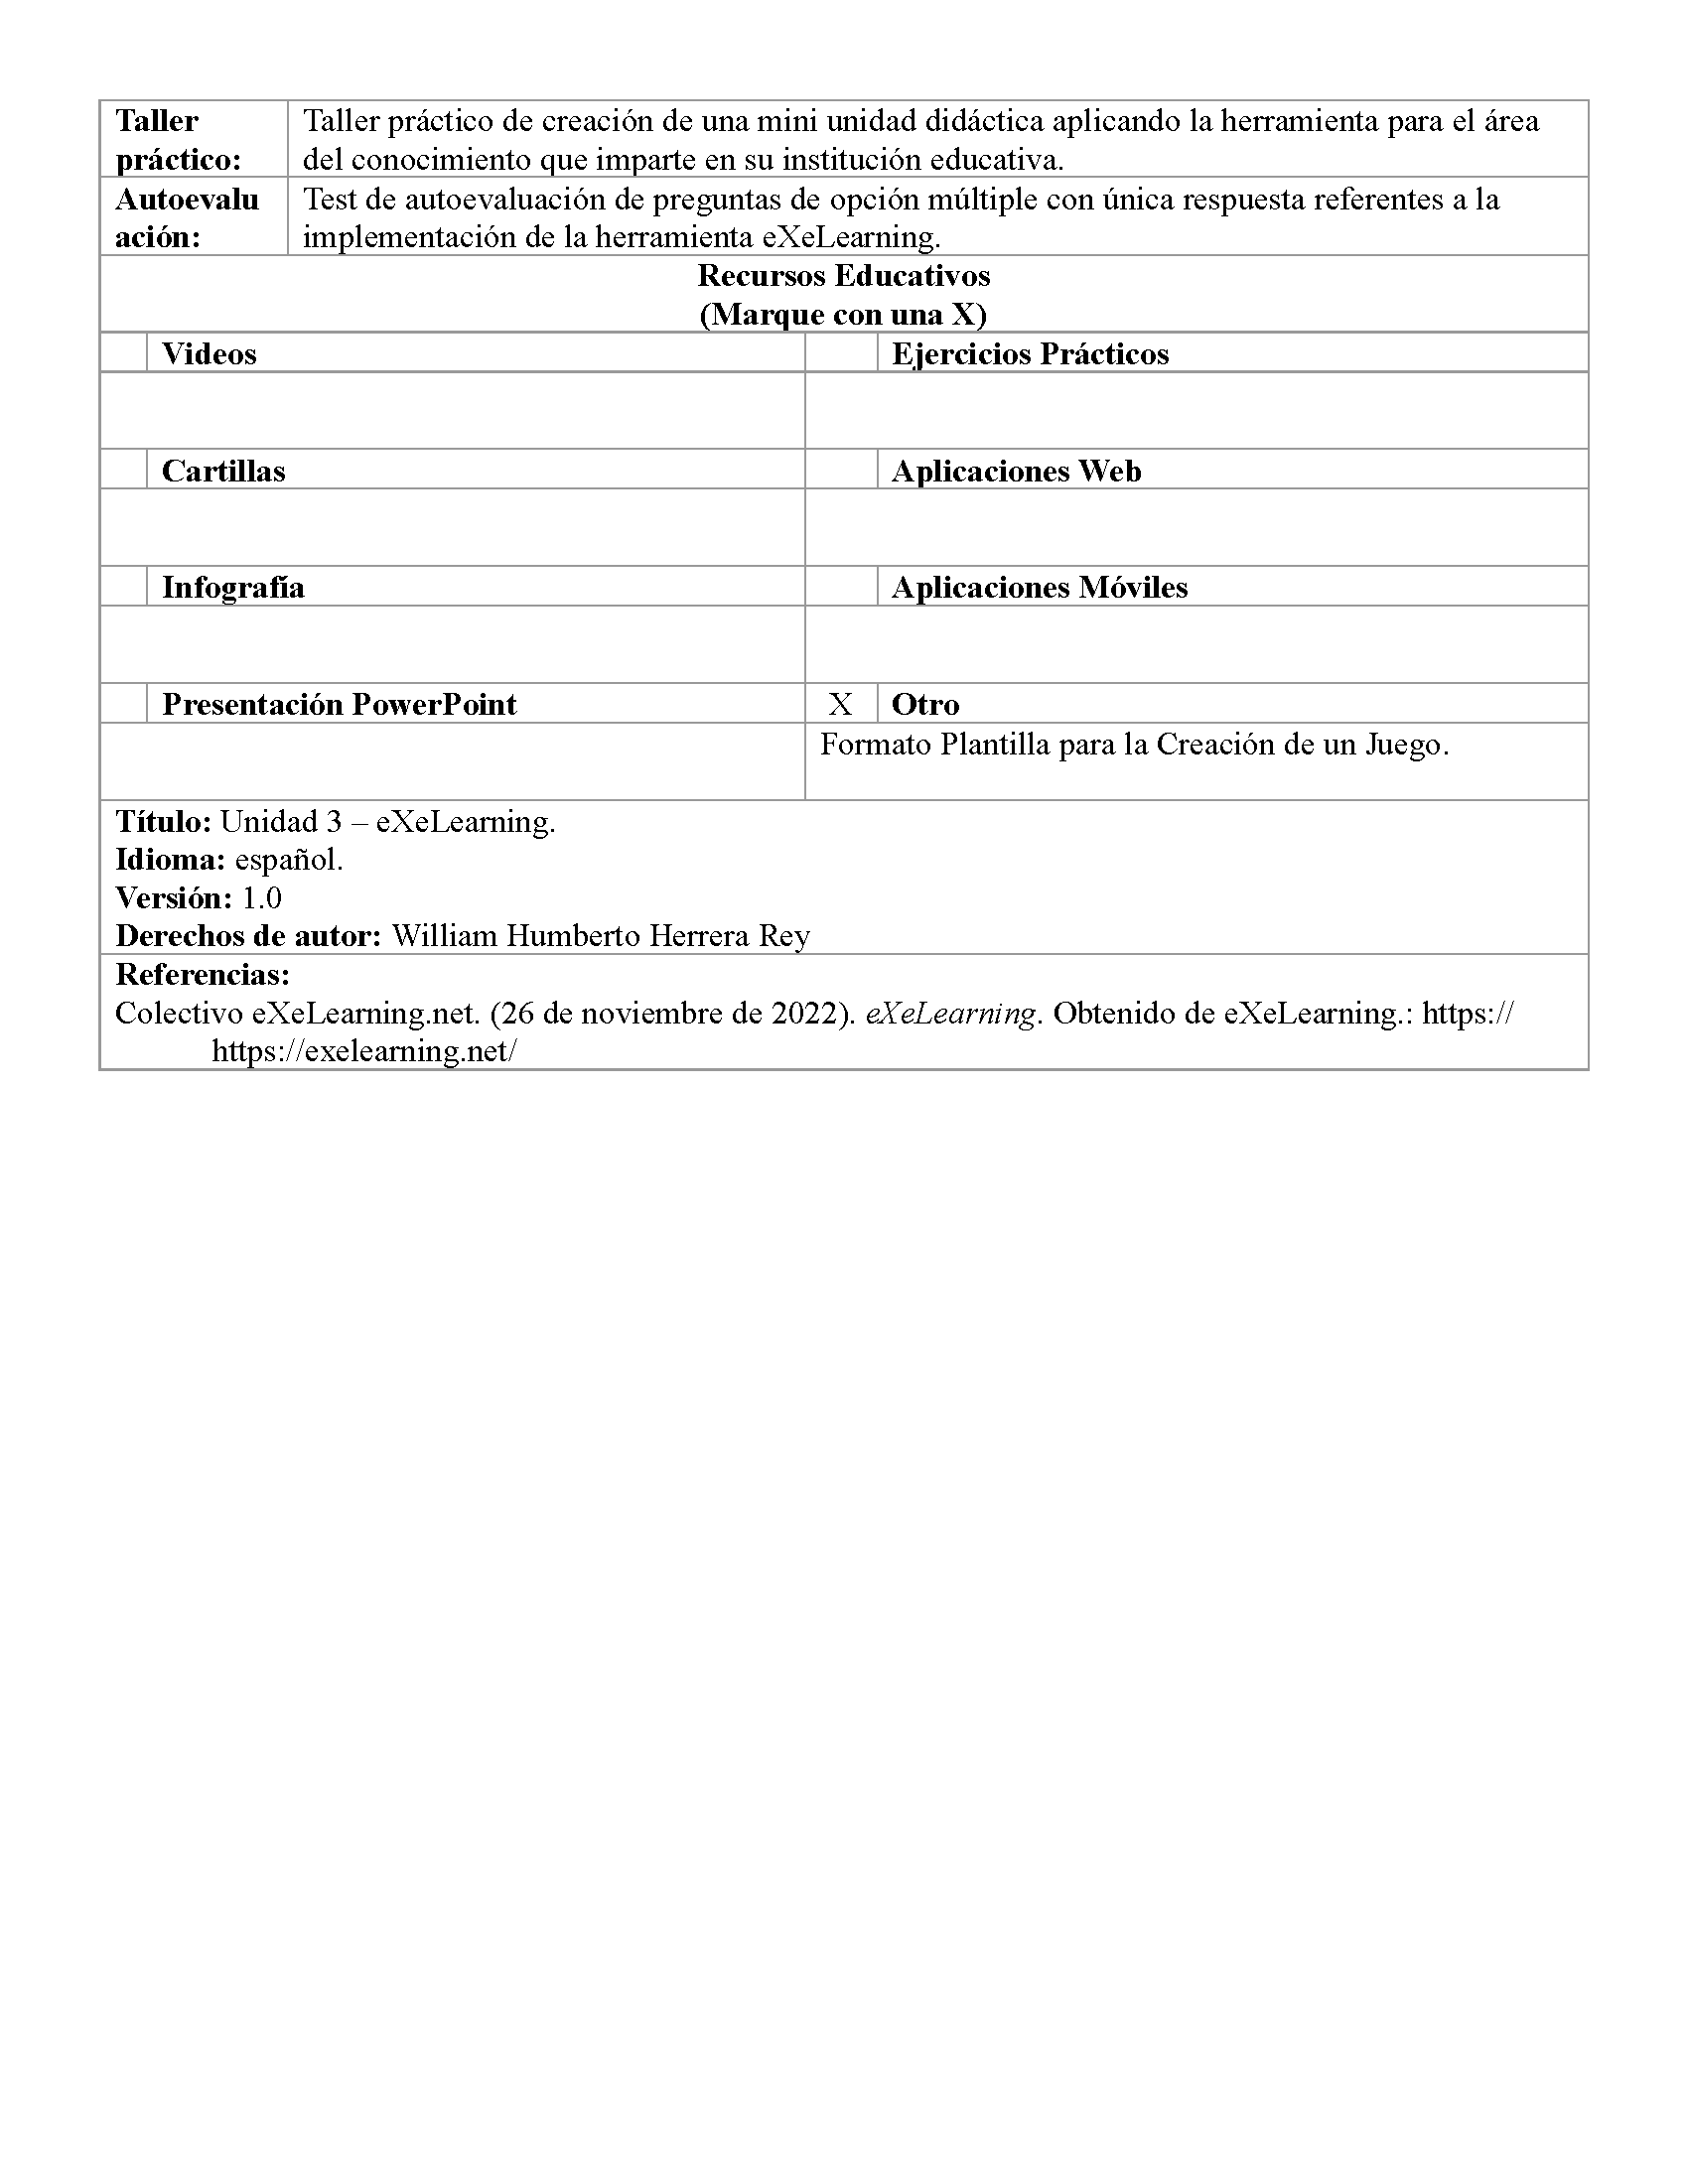 Taller
práctico:
Taller práctico de creación de una mini unidad didáctica aplicando la herramienta para el área
del conocimiento que imparte en su institución educativa.
Autoevalu
ación:
Test de autoevaluación de preguntas de opción múltiple con única respuesta referentes a la
implementación de la herramienta eXeLearning.
Recursos Educativos
(Marque con una X)
Videos
Ejercicios Prácticos
Cartillas
Aplicaciones Web
Infografía
Aplicaciones Móviles
Presentación PowerPoint
X Otro
Formato Plantilla para la Creación de un Juego.
Título: Unidad 3 – eXeLearning.
Idioma: español.
Versión: 1.0
Derechos de autor: William Humberto Herrera Rey
Referencias:
Colectivo eXeLearning.net. (26 de noviembre de 2022). eXeLearning. Obtenido de eXeLearning.: https://
https://exelearning.net/